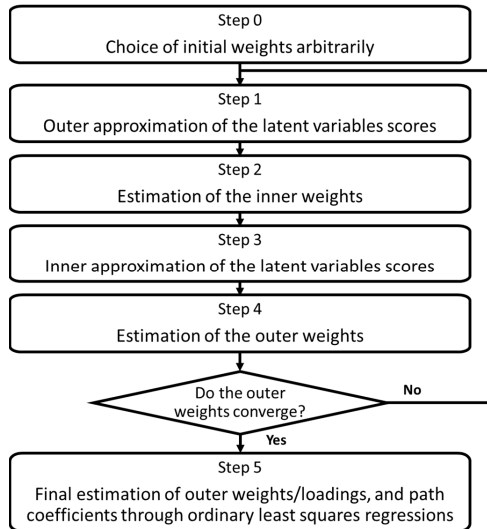 Step 0
Choice of initial weights arbitrarily
Step 1
Outer approximation of the latent variables scores
Step 2
Estimation of the inner weights
Step 3
Inner approximation of the latent variables scores
Step 4
Estimation of the outer weights
Do the outer
weights converge?
No
Yes
Step 5
Final estimation of outer weights/loadings, and path
coefficients through ordinary least squares regressions